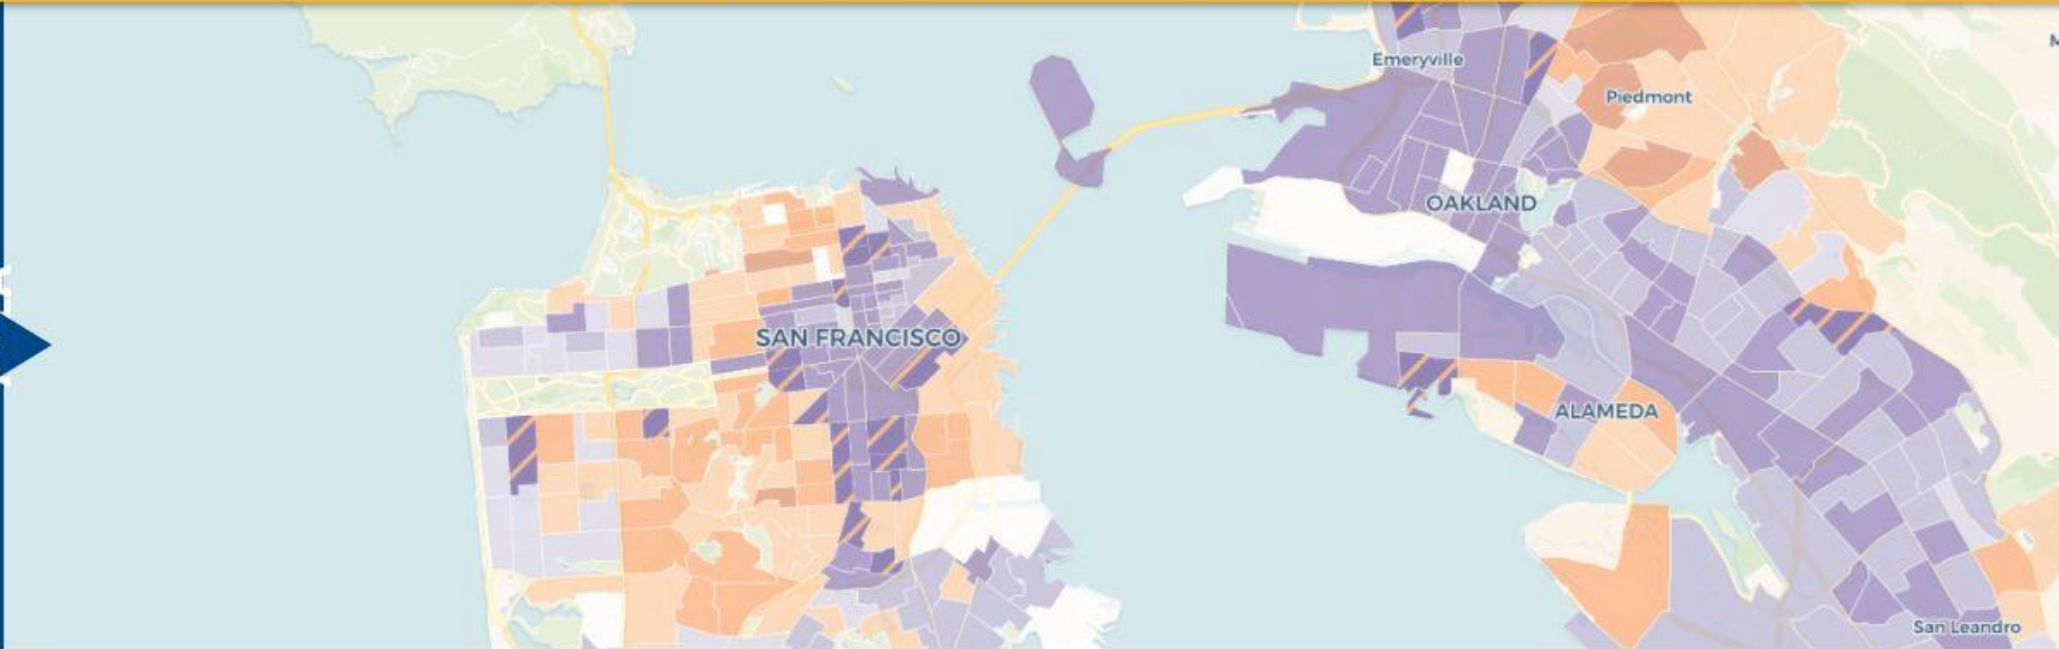 Emeryville
Piedmont
OAKLAND
SAN FRANCISCO
ALAMEDA
San Leandro